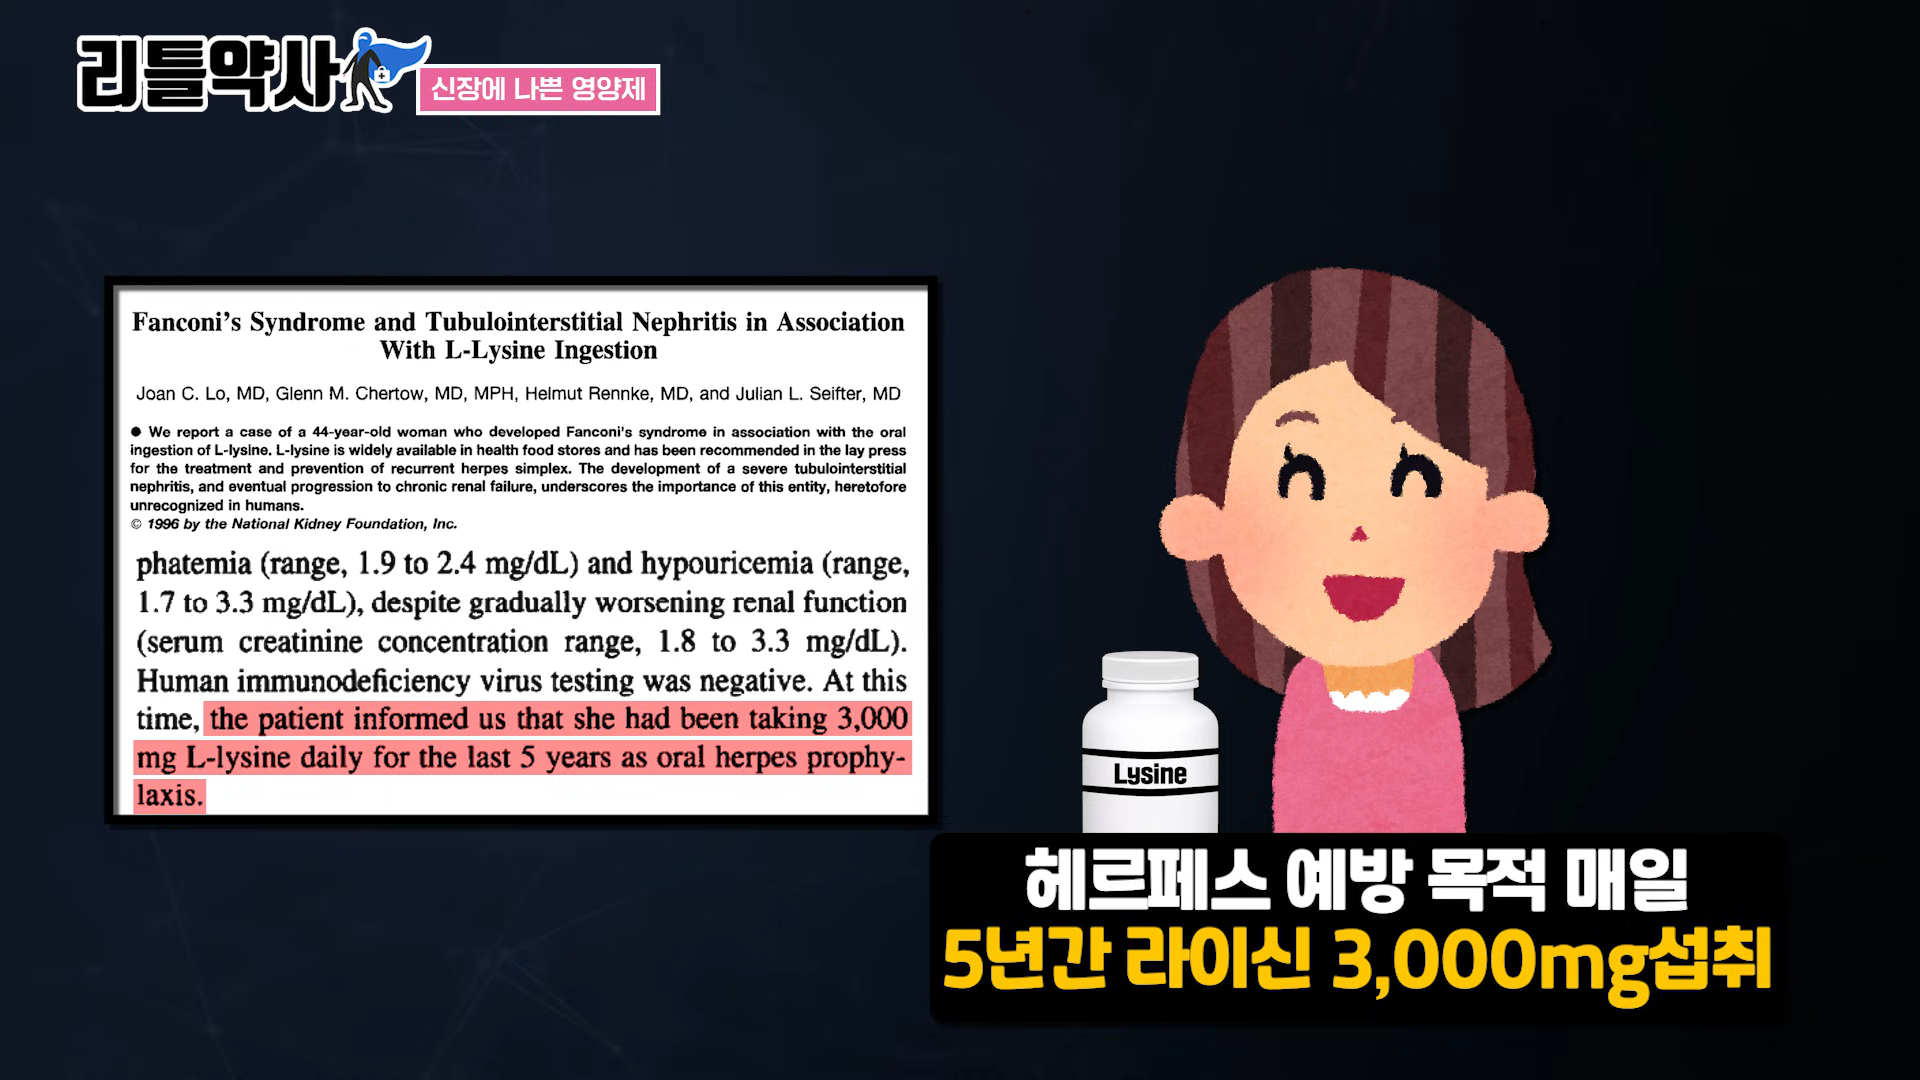 리틀약사
신장에 나쁜 영양제
Fanconi's Syndrome and Tubulointerstitial Nephritis in Association
With L-Lysine Ingestion
Joan C. Lo, MD, Glenn M. Chertow, MD, MPH, Helmut Rennke, MD, and Julian L. Seifter, MD
● We report a case of a 44-year-old woman who developed Fanconi's syndrome in association with the oral
ingestion of L-lysine. L-lysine is widely available in health food stores and has been recommended in the lay press
for the treatment and prevention of recurrent herpes simplex. The development of a severe tubulointerstitial
nephritis, and eventual progression to chronic renal failure, underscores the importance of this entity, heretofore
unrecognized in humans.
© 1996 by the National Kidney Foundation, Inc.
phatemia (range, 1.9 to 2.4 mg/dL) and hypouricemia (range,
1.7 to 3.3 mg/dL), despite gradually worsening renal function
(serum creatinine concentration range, 1.8 to 3.3 mg/dL).
Human immunodeficiency virus testing was negative. At this
time, the patient informed us that she had been taking 3,000
mg L-lysine daily for the last 5 years as oral herpes prophy-
laxis.
Lysine
헤르페스 예방 목적 매일
5년간 라이신 3,000mg섭취